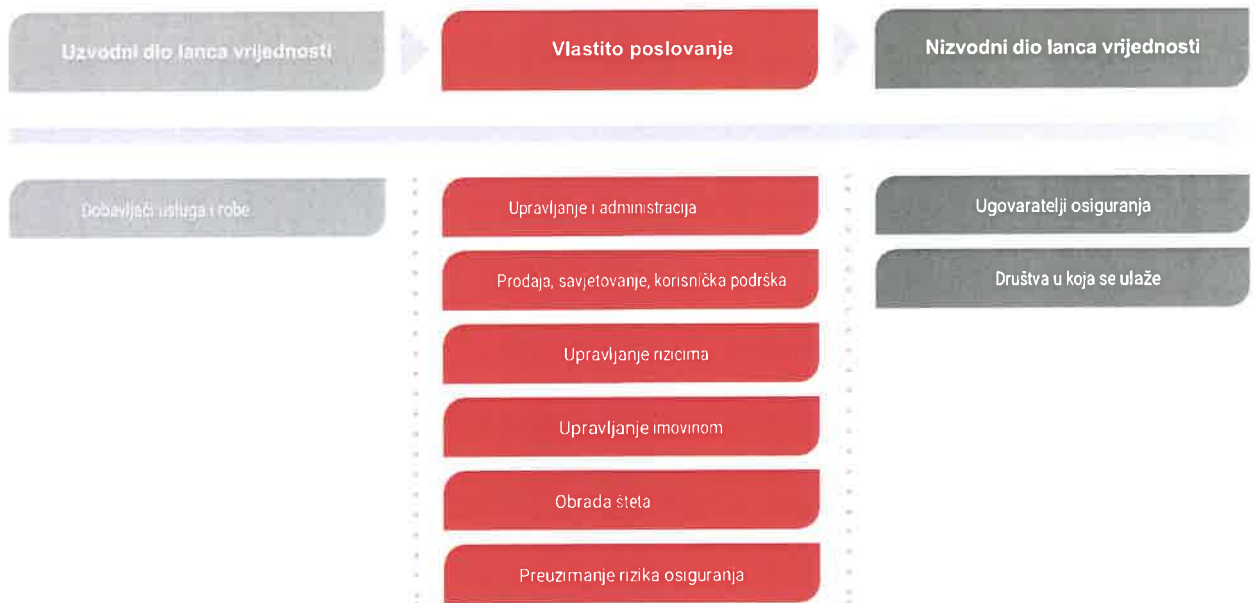 Uzvodni dio lanca vrijednosti
Vlastito poslovanje
Nizvodni dio lanca vrijednosti
Dobavljači usluga i robe
Upravljanje i administracija
Prodaja, savjetovanje, korisnička podrška
Upravljanje rizicima
Upravljanje imovinom
Obrada šteta
Preuzimanje rizika osiguranja
Ugovaratelji osiguranja
Društva u koja se ulaže